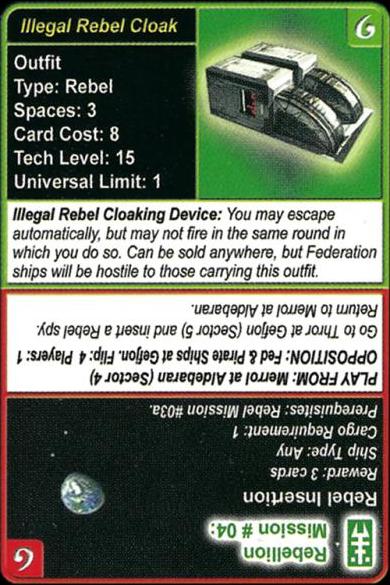 Illegal Rebel Cloak
G
Outfit
Type: Rebel
Spaces: 3
Card Cost: 8
Tech Level: 15
Universal Limit: 1
Illegal Rebel Cloaking Device: You may escape
automatically, but may not fire in the same round in
which you do so. Can be sold anywhere, but Federation
ships will be hostile to those carrying this outfit.
G
Rebellion
Mission # 04:
Rebel Insertion
Reward: 3 cards
Ship Type: Any
Cargo Requirement: 1
Prerequisites: Rebel Mission #03a.
PLAY FROM: Merrol at Aldebaran (Sector 4)
OPPOSITION: Fed & Pirate Ships at Gefjon. Flip: 4 Players: 1
Go to Thror at Gefjon (Sector 5) and insert a Rebel spy.
Return to Merrol at Aldebaran.